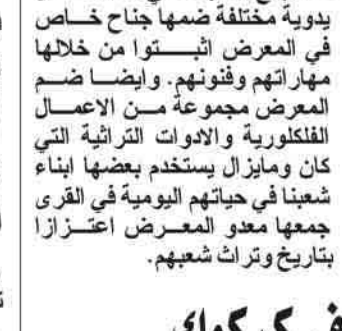 يدوية مختلفة ضمها جناح خاص
في المعرض اثبتوا من خلالها
مهاراتهم وفنونهم. وايضا ضم
المعرض مجموعة من الاعمال
الفلكلورية والادوات التراثية التي
كان ومايزال يستخدم بعضها ابناء
شعبنا في حياتهم اليومية في القرى
جمعها معدو المعرض اعتزازا
بتاريخ وتراث شعبهم.